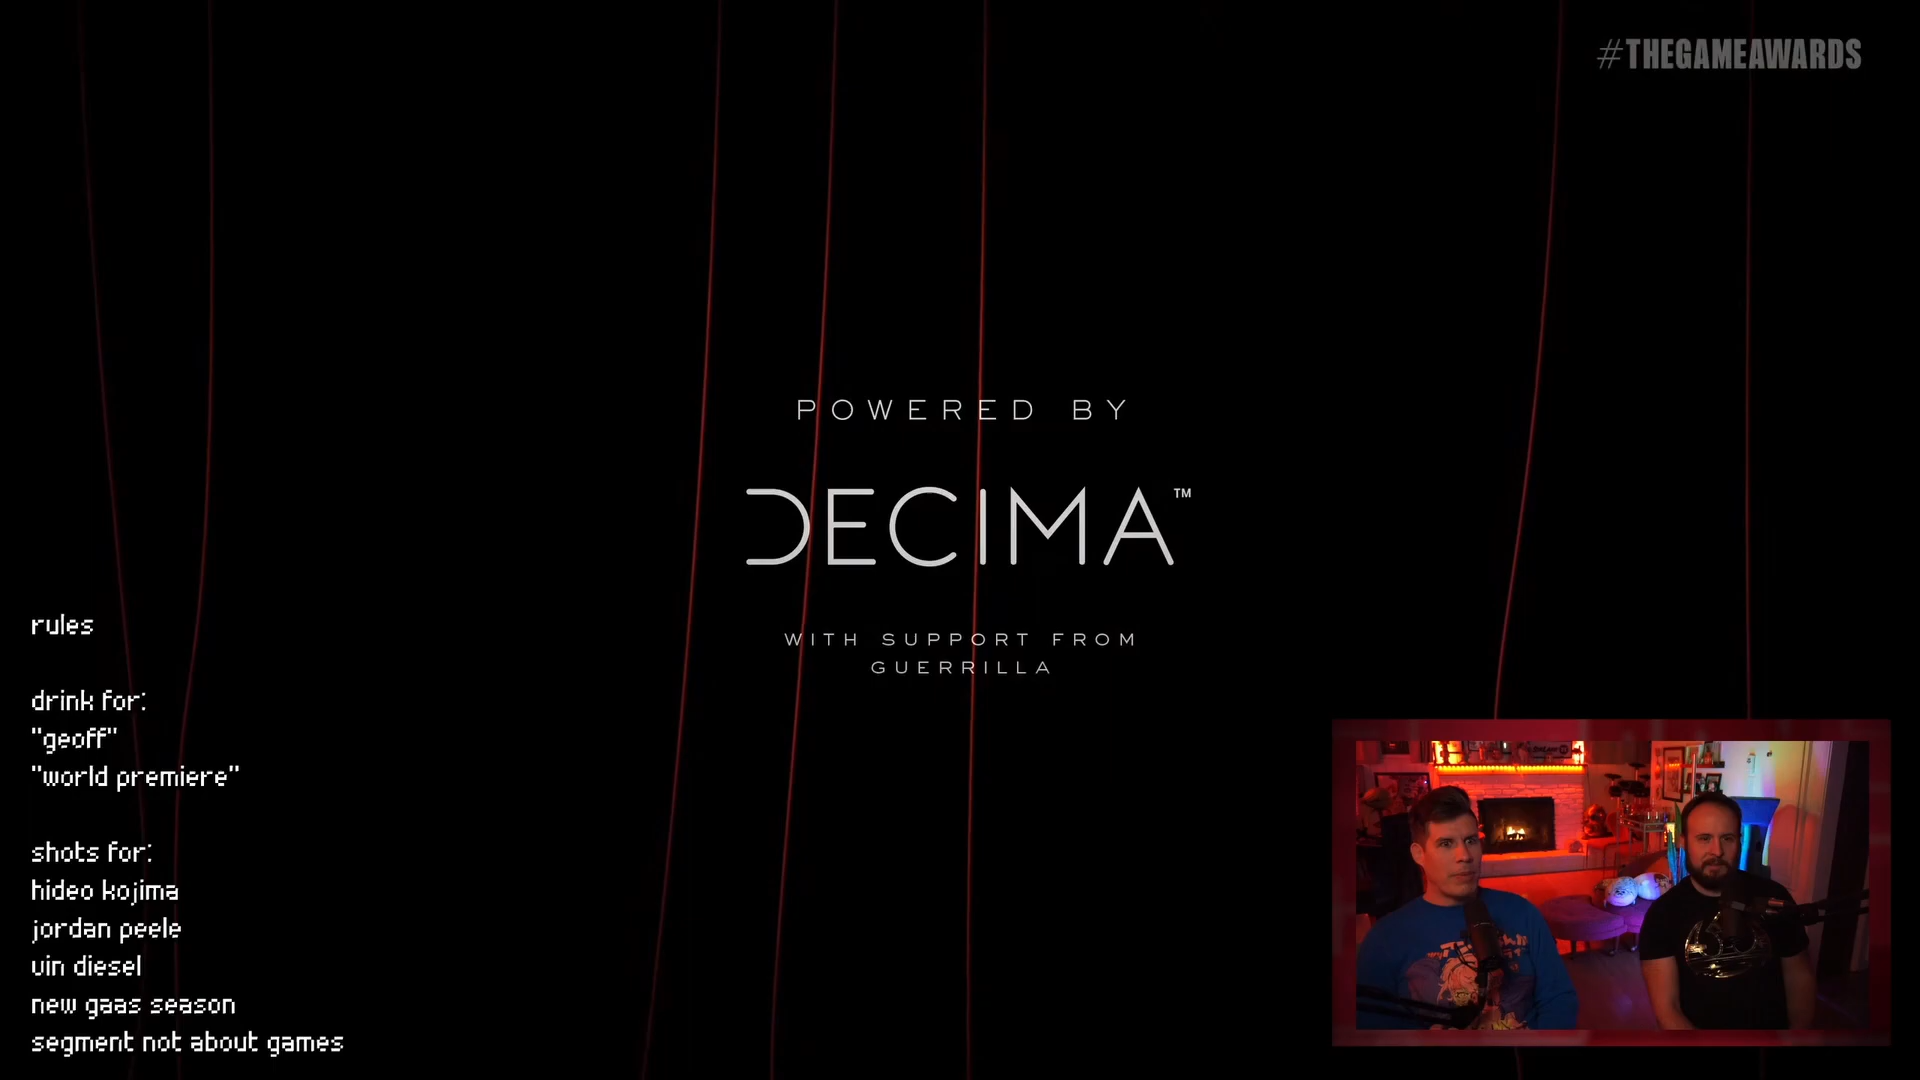 #THEGAMEAWARDS
POWERED BY
DECIMA™
WITH SUPPORT FROM
GUERRILLA
rules
drink for:
"geoff"
"world premiere"
shots for:
hideo kojima
jordan peele
vin diesel
new gaas season
segment not about games